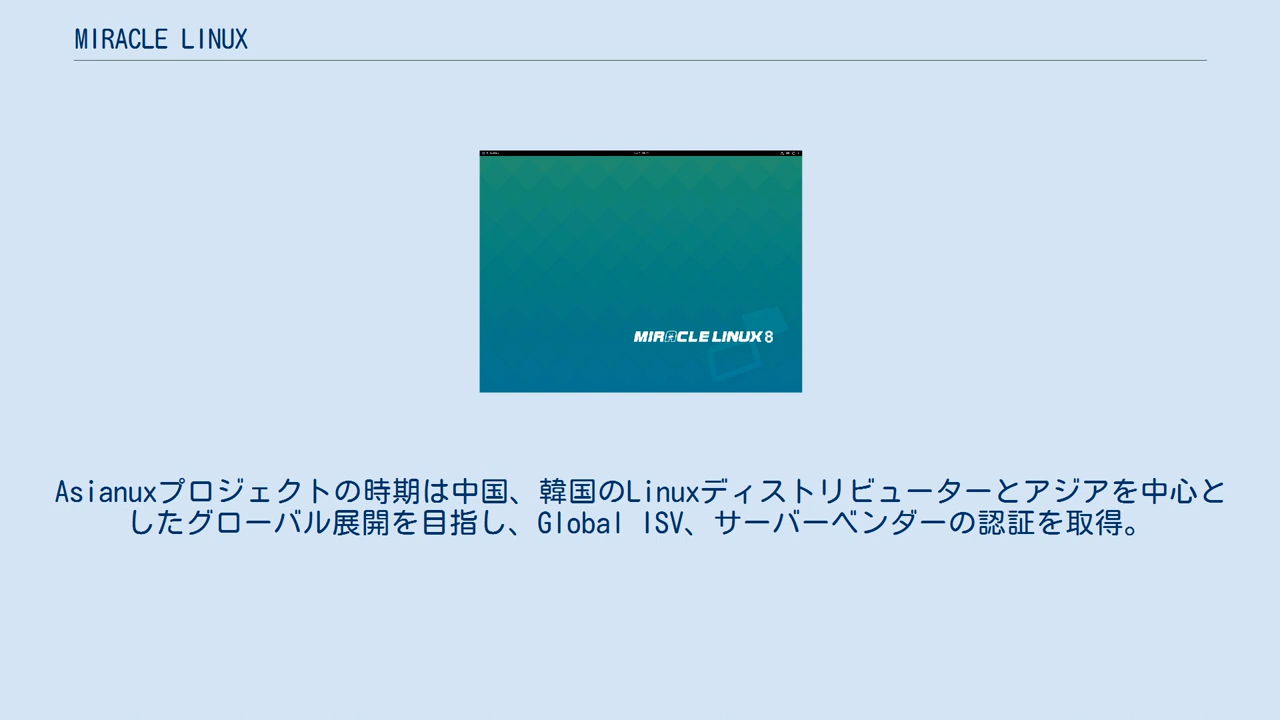 MIRACLE LINUX
MIRACLE LINUX 8
Asianuxプロジェクトの時期は中国、韓国のLinuxディストリビューターとアジアを中心と
したグローバル展開を目指し、Global ISV、サーバーベンダーの認証を取得。